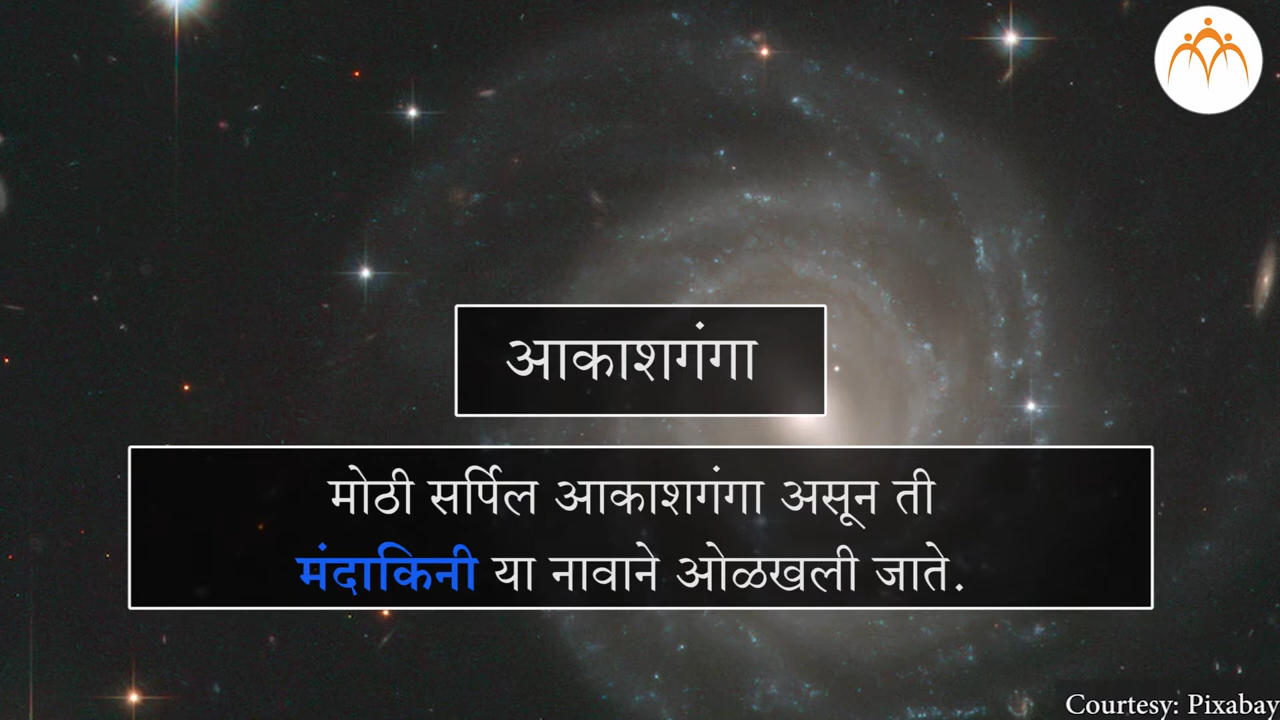 आकाशगंगा
मोठी सर्पिल आकाशगंगा असून ती
मंदाकिनी या नावाने ओळखली जाते.
Courtesy: Pixabay